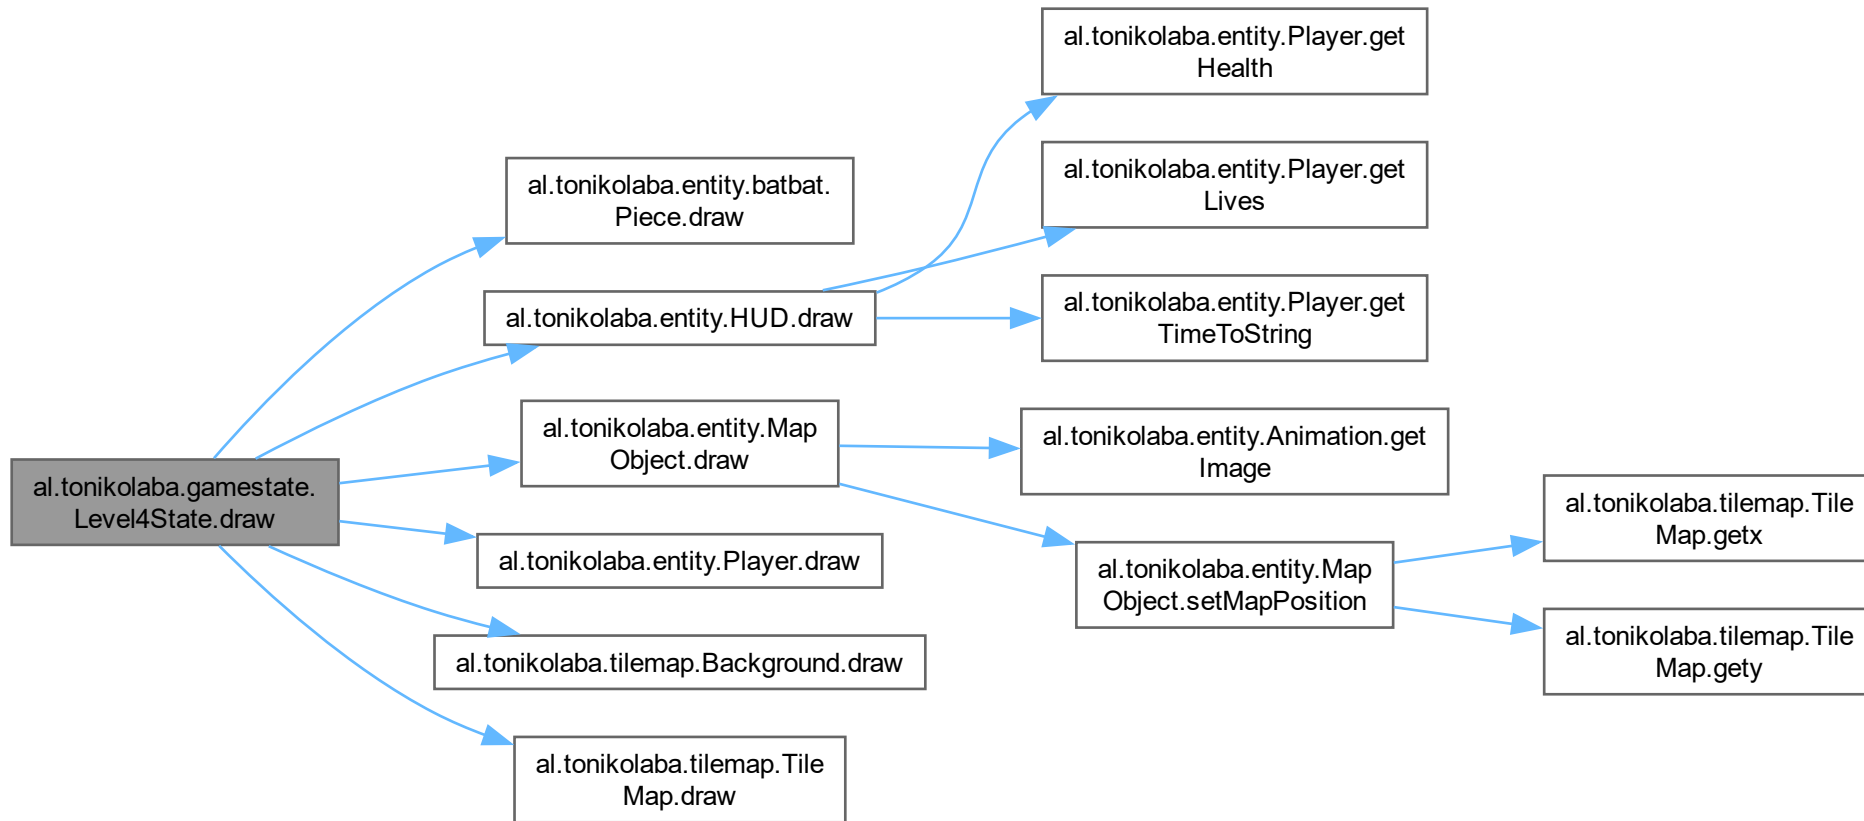 al.tonikolaba.gamestate.
Level4State.draw
al.tonikolaba.entity.batbat.
Piece.draw
al.tonikolaba.entity.HUD.draw
al.tonikolaba.entity.Map
Object.draw
al.tonikolaba.entity.Player.draw
al.tonikolaba.tilemap.Background.draw
al.tonikolaba.tilemap.Tile
Map.draw
al.tonikolaba.entity.Player.get
Health
al.tonikolaba.entity.Player.get
Lives
al.tonikolaba.entity.Player.get
TimeToString
al.tonikolaba.entity.Animation.get
Image
al.tonikolaba.entity.Map
Object.setMapPosition
al.tonikolaba.tilemap.Tile
Map.getx
al.tonikolaba.tilemap.Tile
Map.gety